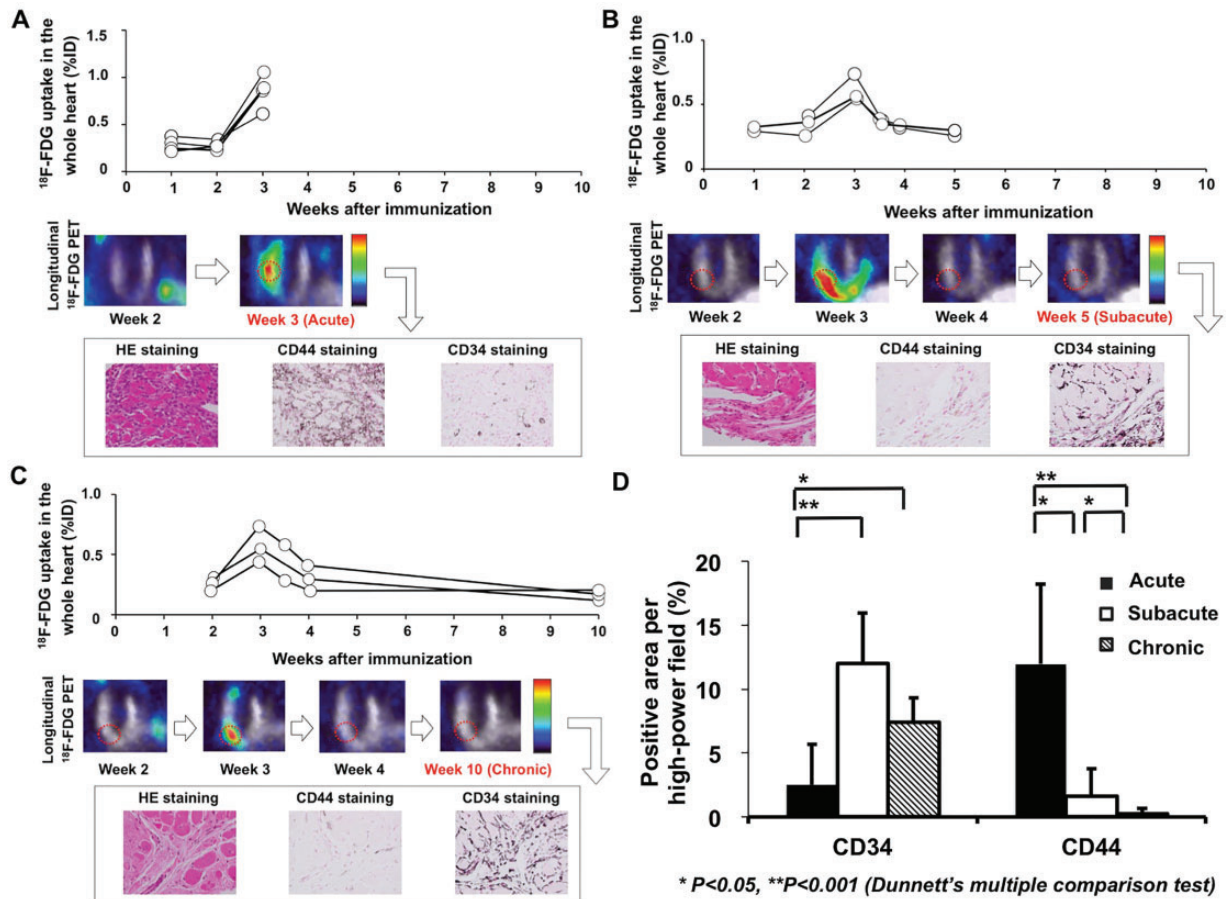 A
18F-FDG uptake in the
whole heart (%ID)
1.5
1.0
0.5
0
0 1 2 3 4 5 6 7 8 9 10
Weeks after immunization
Longitudinal
18F-FDG PET
Week 2
Week 3 (Acute)
HE staining
CD44 staining
CD34 staining
B
18F-FDG uptake in the
whole heart (%ID)
1.0
0.5
0
0 1 2 3 4 5 6 7 8 9 10
Weeks after immunization
Longitudinal
18F-FDG PET
Week 2
Week 3
Week 4
Week 5 (Subacute)
HE staining
CD44 staining
CD34 staining
C
18F-FDG uptake in the
whole heart (%ID)
1.0
0.5
0
0 1 2 3 4 5 6 7 8 9 10
Weeks after immunization
Longitudinal
18F-FDG PET
Week 2
Week 3
Week 4
Week 10 (Chronic)
HE staining
CD44 staining
CD34 staining
D
*
**
**
* *
Positive area per
high-power field (%)
20
15
10
5
0
Acute
Subacute
Chronic
CD34
CD44
* P<0.05, **P<0.001 (Dunnett's multiple comparison test)